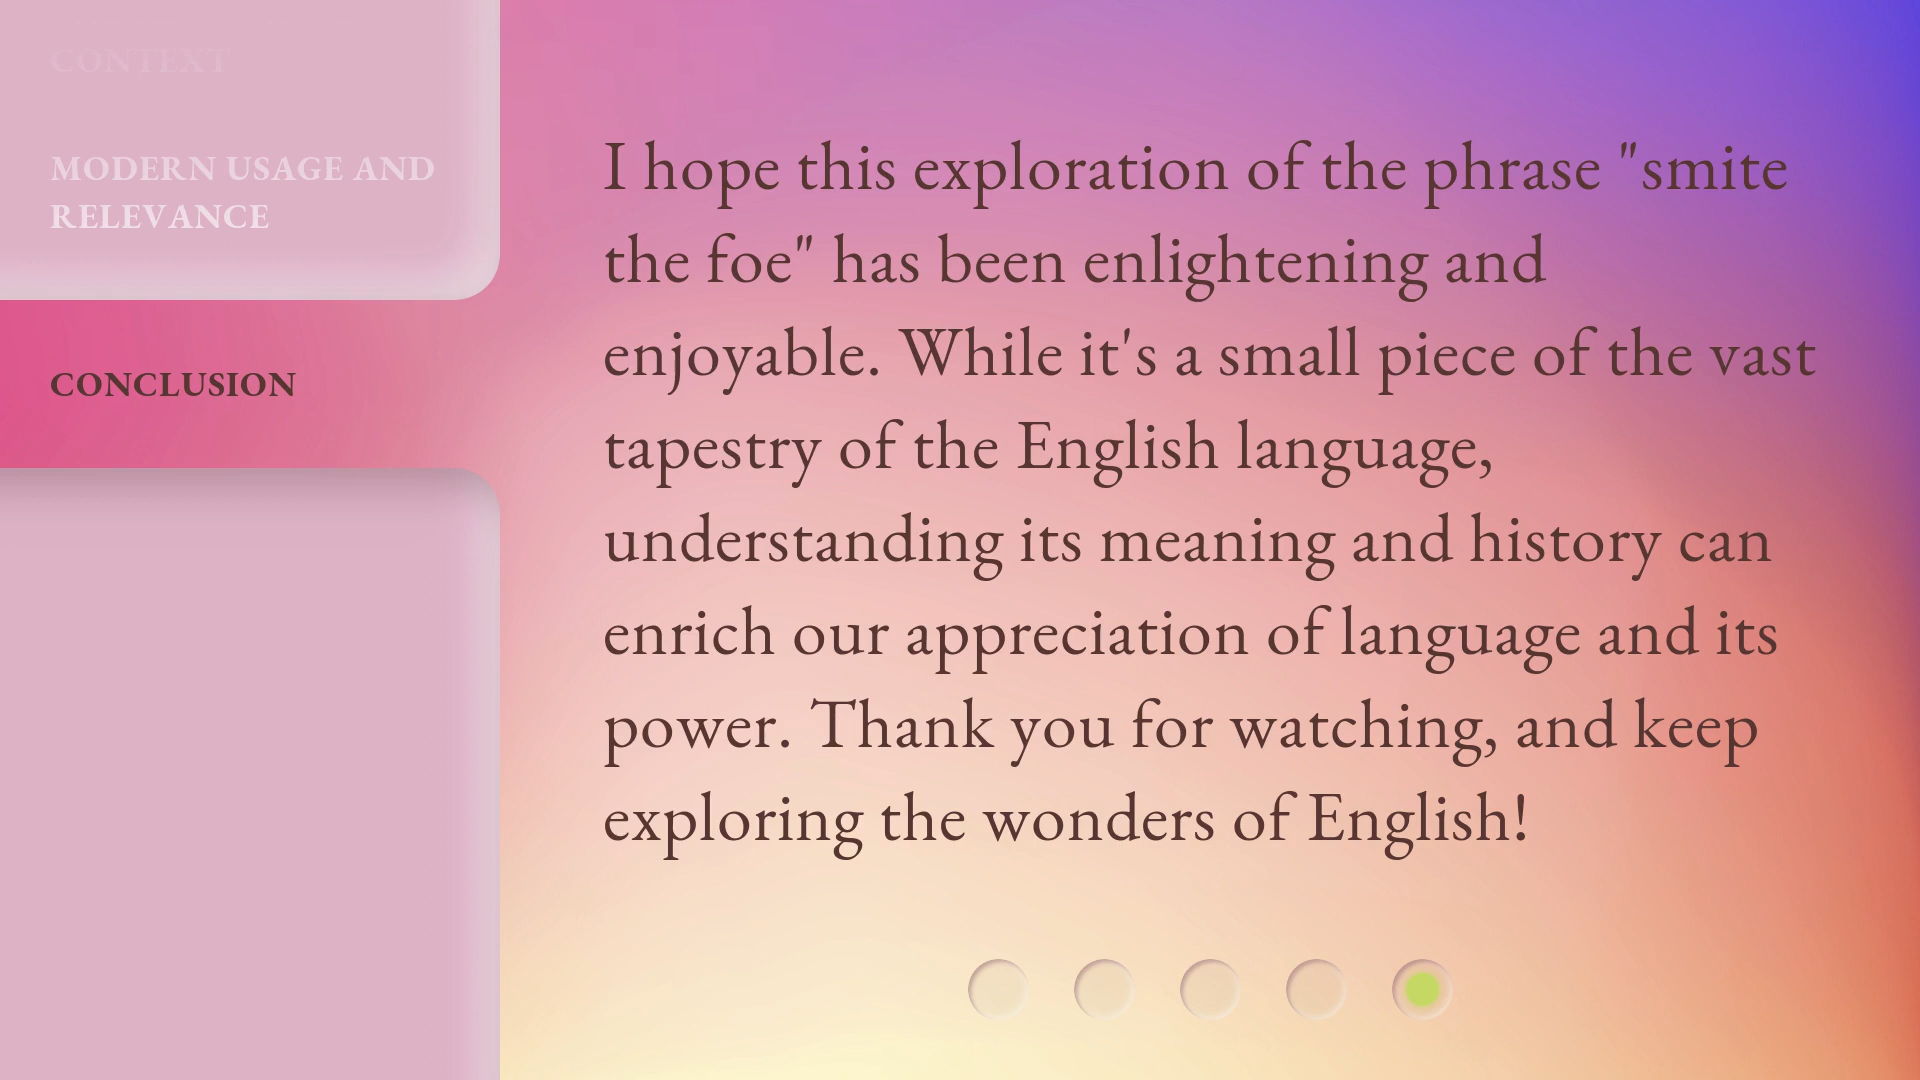 CONTEXT
MODERN USAGE AND
RELEVANCE
CONCLUSION
I hope this exploration of the phrase "smite
the foe" has been enlightening and
enjoyable. While it's a small piece of the vast
tapestry of the English language,
understanding its meaning and history can
enrich our appreciation of language and its
power. Thank you for watching, and keep
exploring the wonders of English!